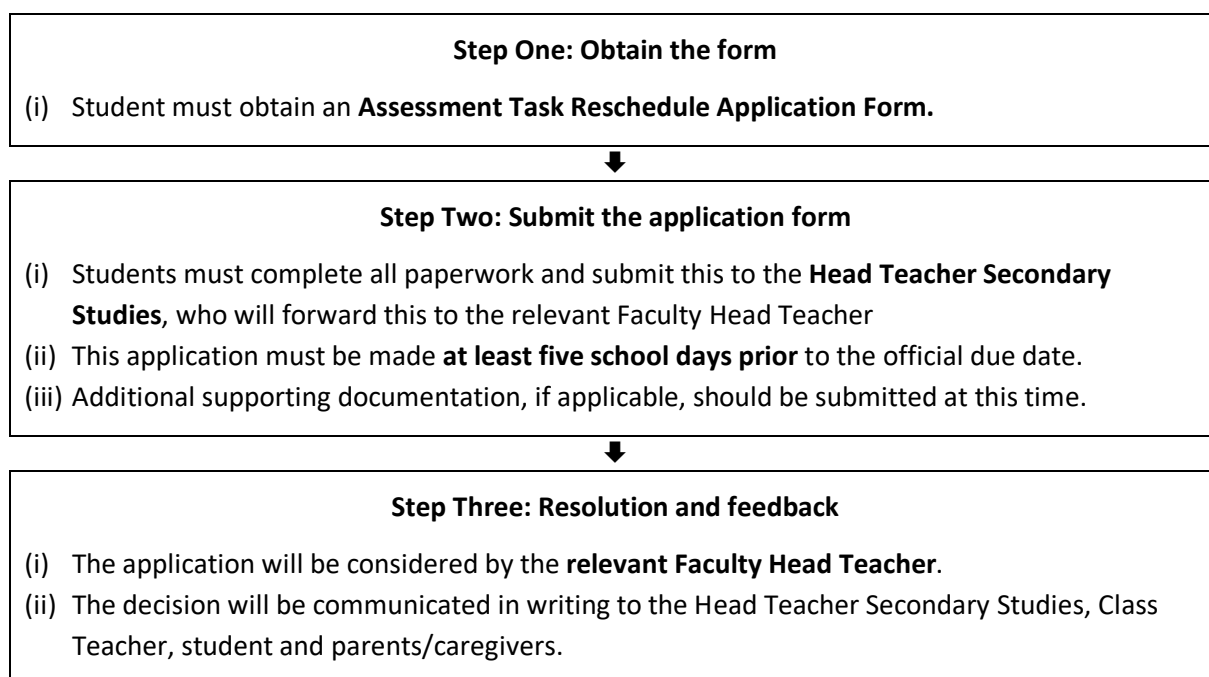 Step One: Obtain the form
(i) Student must obtain an Assessment Task Reschedule Application Form.
Step Two: Submit the application form
(i) Students must complete all paperwork and submit this to the Head Teacher Secondary
Studies, who will forward this to the relevant Faculty Head Teacher
(ii) This application must be made at least five school days prior to the official due date.
(iii) Additional supporting documentation, if applicable, should be submitted at this time.
Step Three: Resolution and feedback
(i) The application will be considered by the relevant Faculty Head Teacher.
(ii) The decision will be communicated in writing to the Head Teacher Secondary Studies, Class
Teacher, student and parents/caregivers.